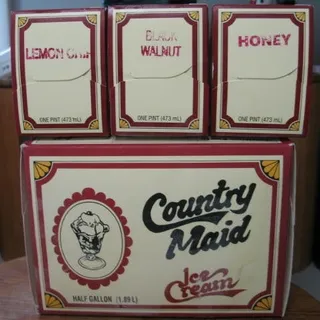 LEMON CHIP
BLACK
WALNUT
HONEY
ONE PINT (473 mL)
ONE PINT (473 mL)
ONE PINT (473 mL)
Country
Maid
Ice
Cream
HALF GALLON (1.89 L)